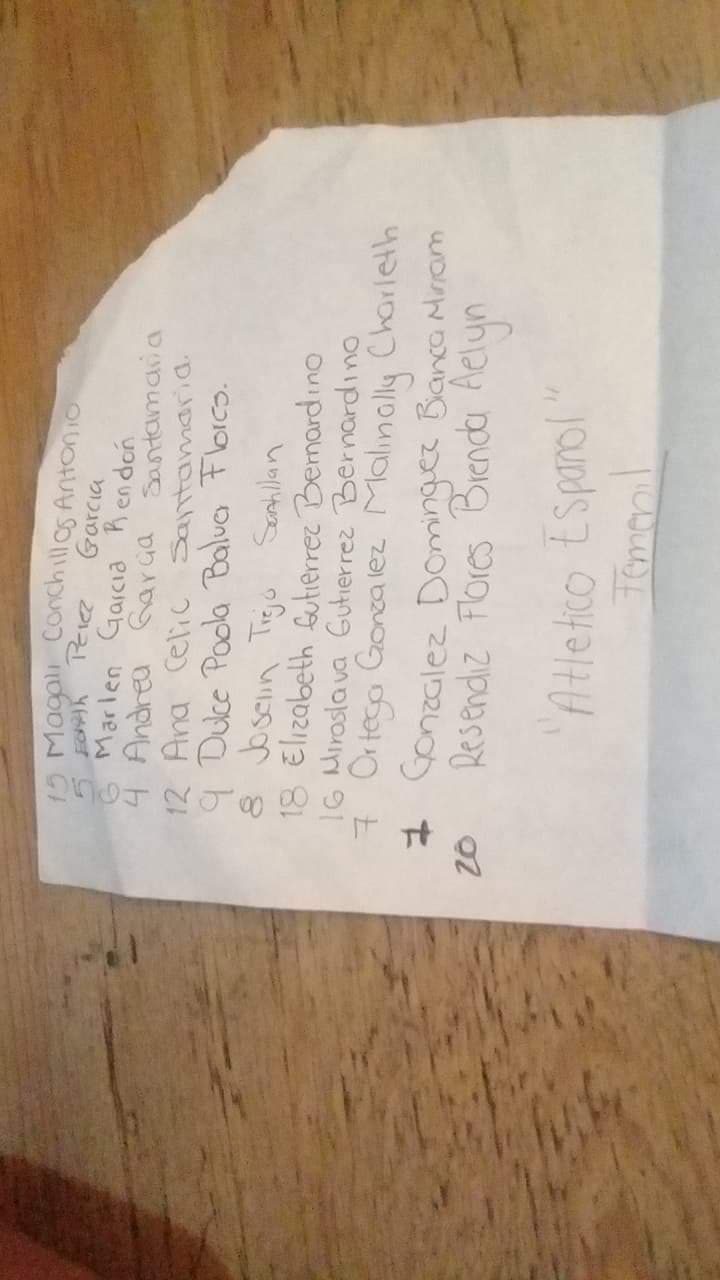 15 Magali Conchillos Antonio
5 Edith Perez Garcia
6 Marlen Garcia Rendón
4 Andrea Garcia Santamaria
12 Ana Celic Santamaria.
9 Dulce Paola Balva Flores.
8 Joselin Trejo Santillan
18 Elizabeth Gutierrez Bernardino
16 Miroslava Gutierrez Bernardino
7 Ortega Gonzalez Malinally Charleth
7 Gonzalez Dominguez Bianca Miriam
20 Resendiz Flores Brenda Aelyn
"Atletico Español"
Femenil